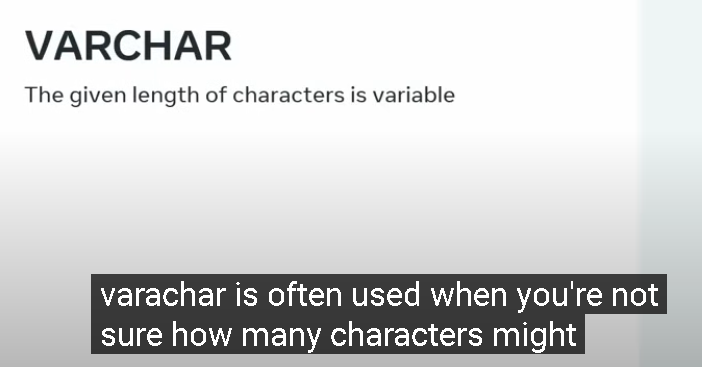 VARCHAR
The given length of characters is variable
varachar is often used when you're not
sure how many characters might